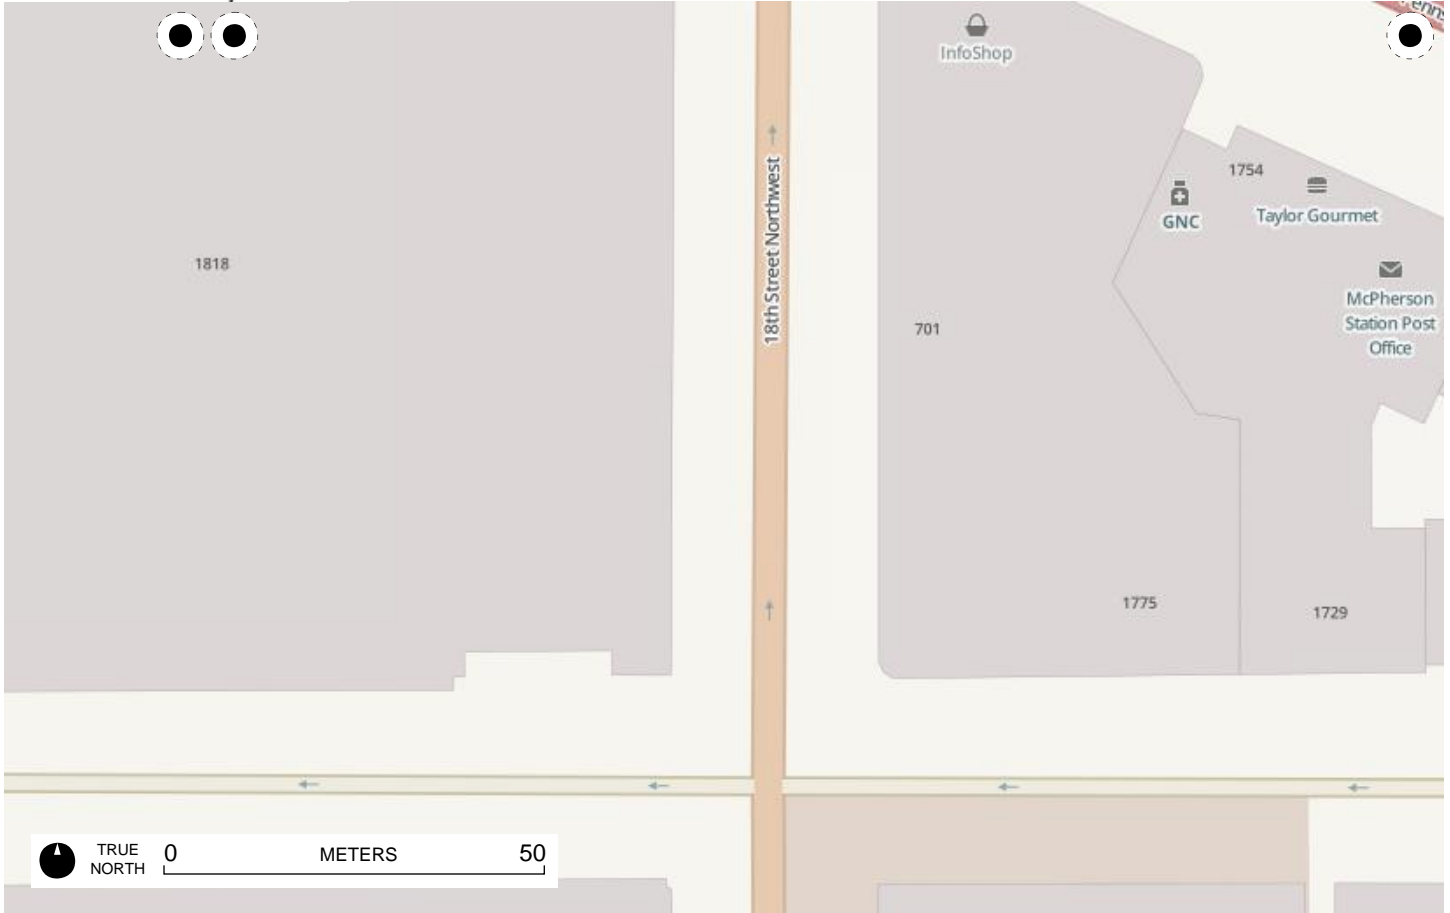 Penns
InfoShop
1754
GNC
Taylor Gourmet
18th Street Northwest
1818
McPherson
Station Post
Office
701
1775
1729
TRUE
NORTH
0
METERS
50